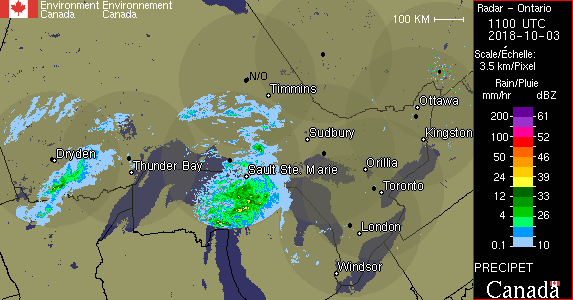 Environment Environnement
Canada Canada
100 KM
N/O
Timmins
Ottawa
Sudbury
Kingston
Dryden
Thunder Bay
Sault Ste. Marie
Orillia
Toronto
London
Windsor
Radar - Ontario
1100 UTC
2018-10-03
Scale/Échelle:
3.5 km/Pixel
Rain/Pluie
mm/hr dBZ
200 61
100 52
50 46
24 39
12 33
4 26
0.1 10
PRECIPET
Canada